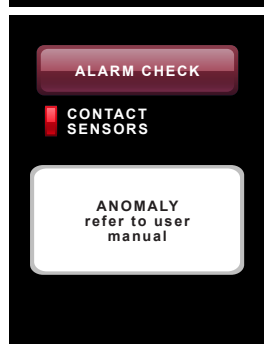 ALARM CHECK
CONTACT
SENSORS
ANOMALY
refer to user
manual